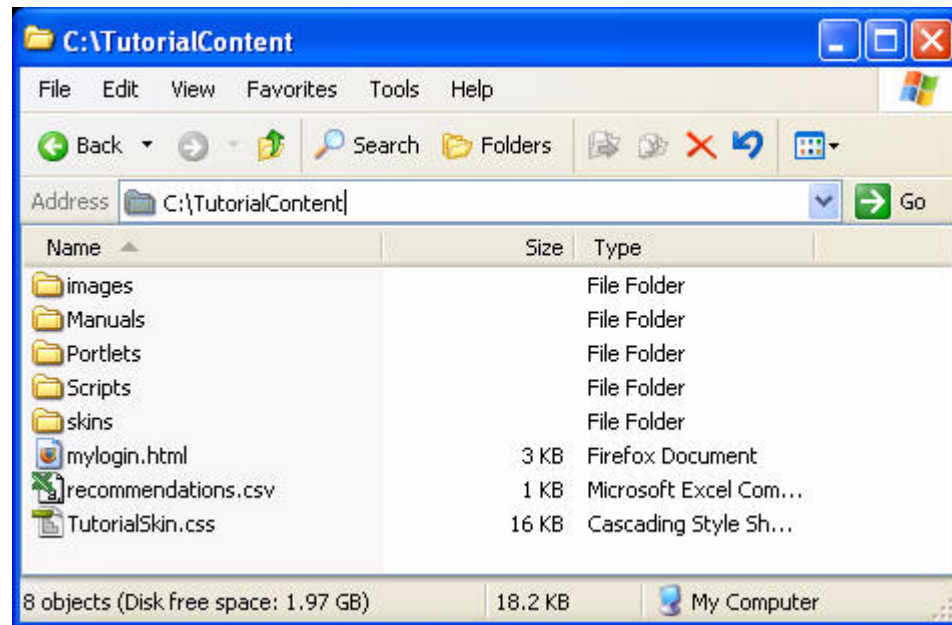 C:\TutorialContent
File Edit View Favorites Tools Help
Back Search Folders
Address C:\TutorialContent Go
Name Size Type
images File Folder
Manuals File Folder
Portlets File Folder
Scripts File Folder
skins File Folder
mylogin.html 3 KB Firefox Document
recommendations.csv 1 KB Microsoft Excel Com...
TutorialSkin.css 16 KB Cascading Style Sh...
8 objects (Disk free space: 1.97 GB) 18.2 KB My Computer